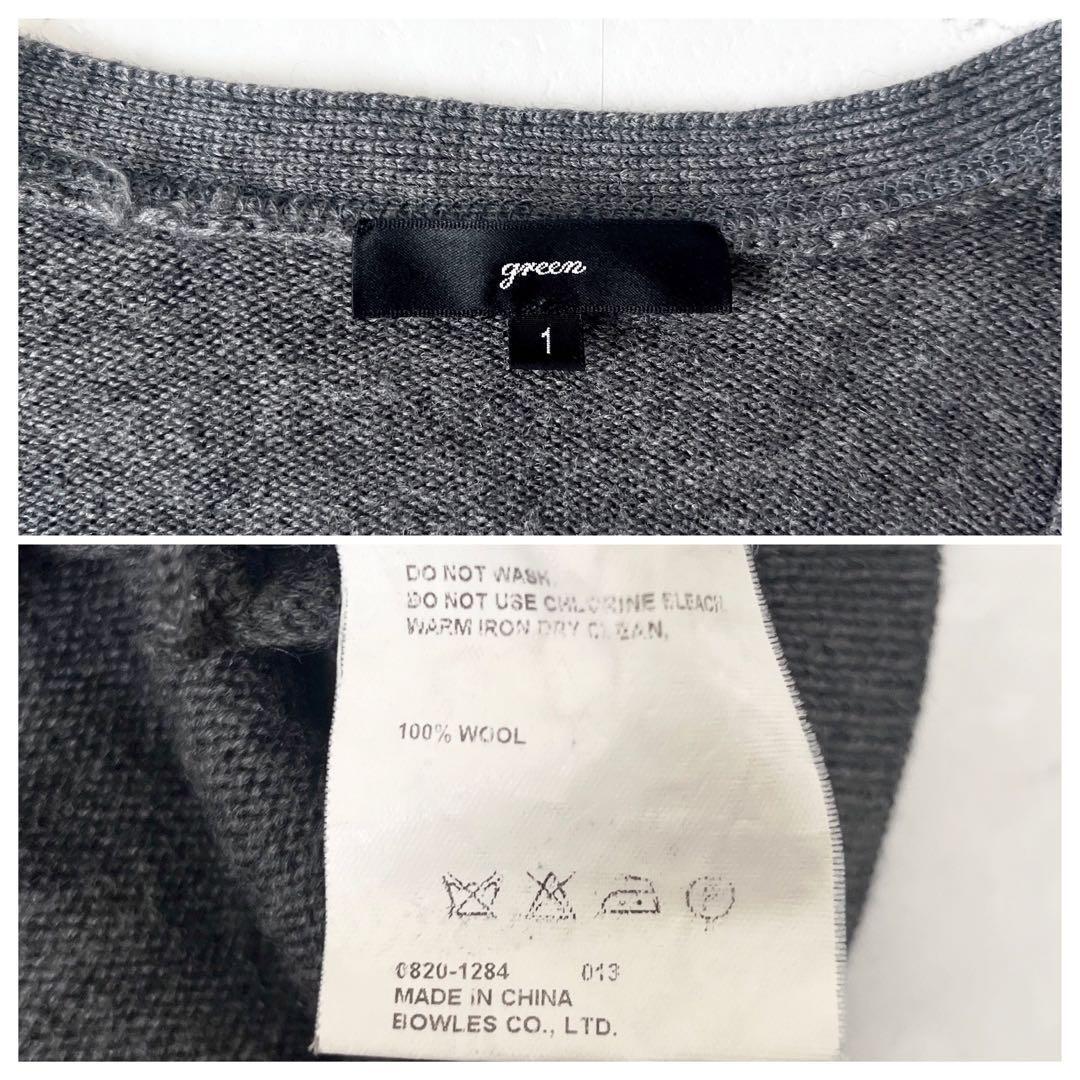 green
1
DO NOT WASH.
DO NOT USE CHLORINE BLEACH.
WARM IRON DRY CLEAN.
100% WOOL
0820-1284 013
MADE IN CHINA
BOWLES CO., LTD.